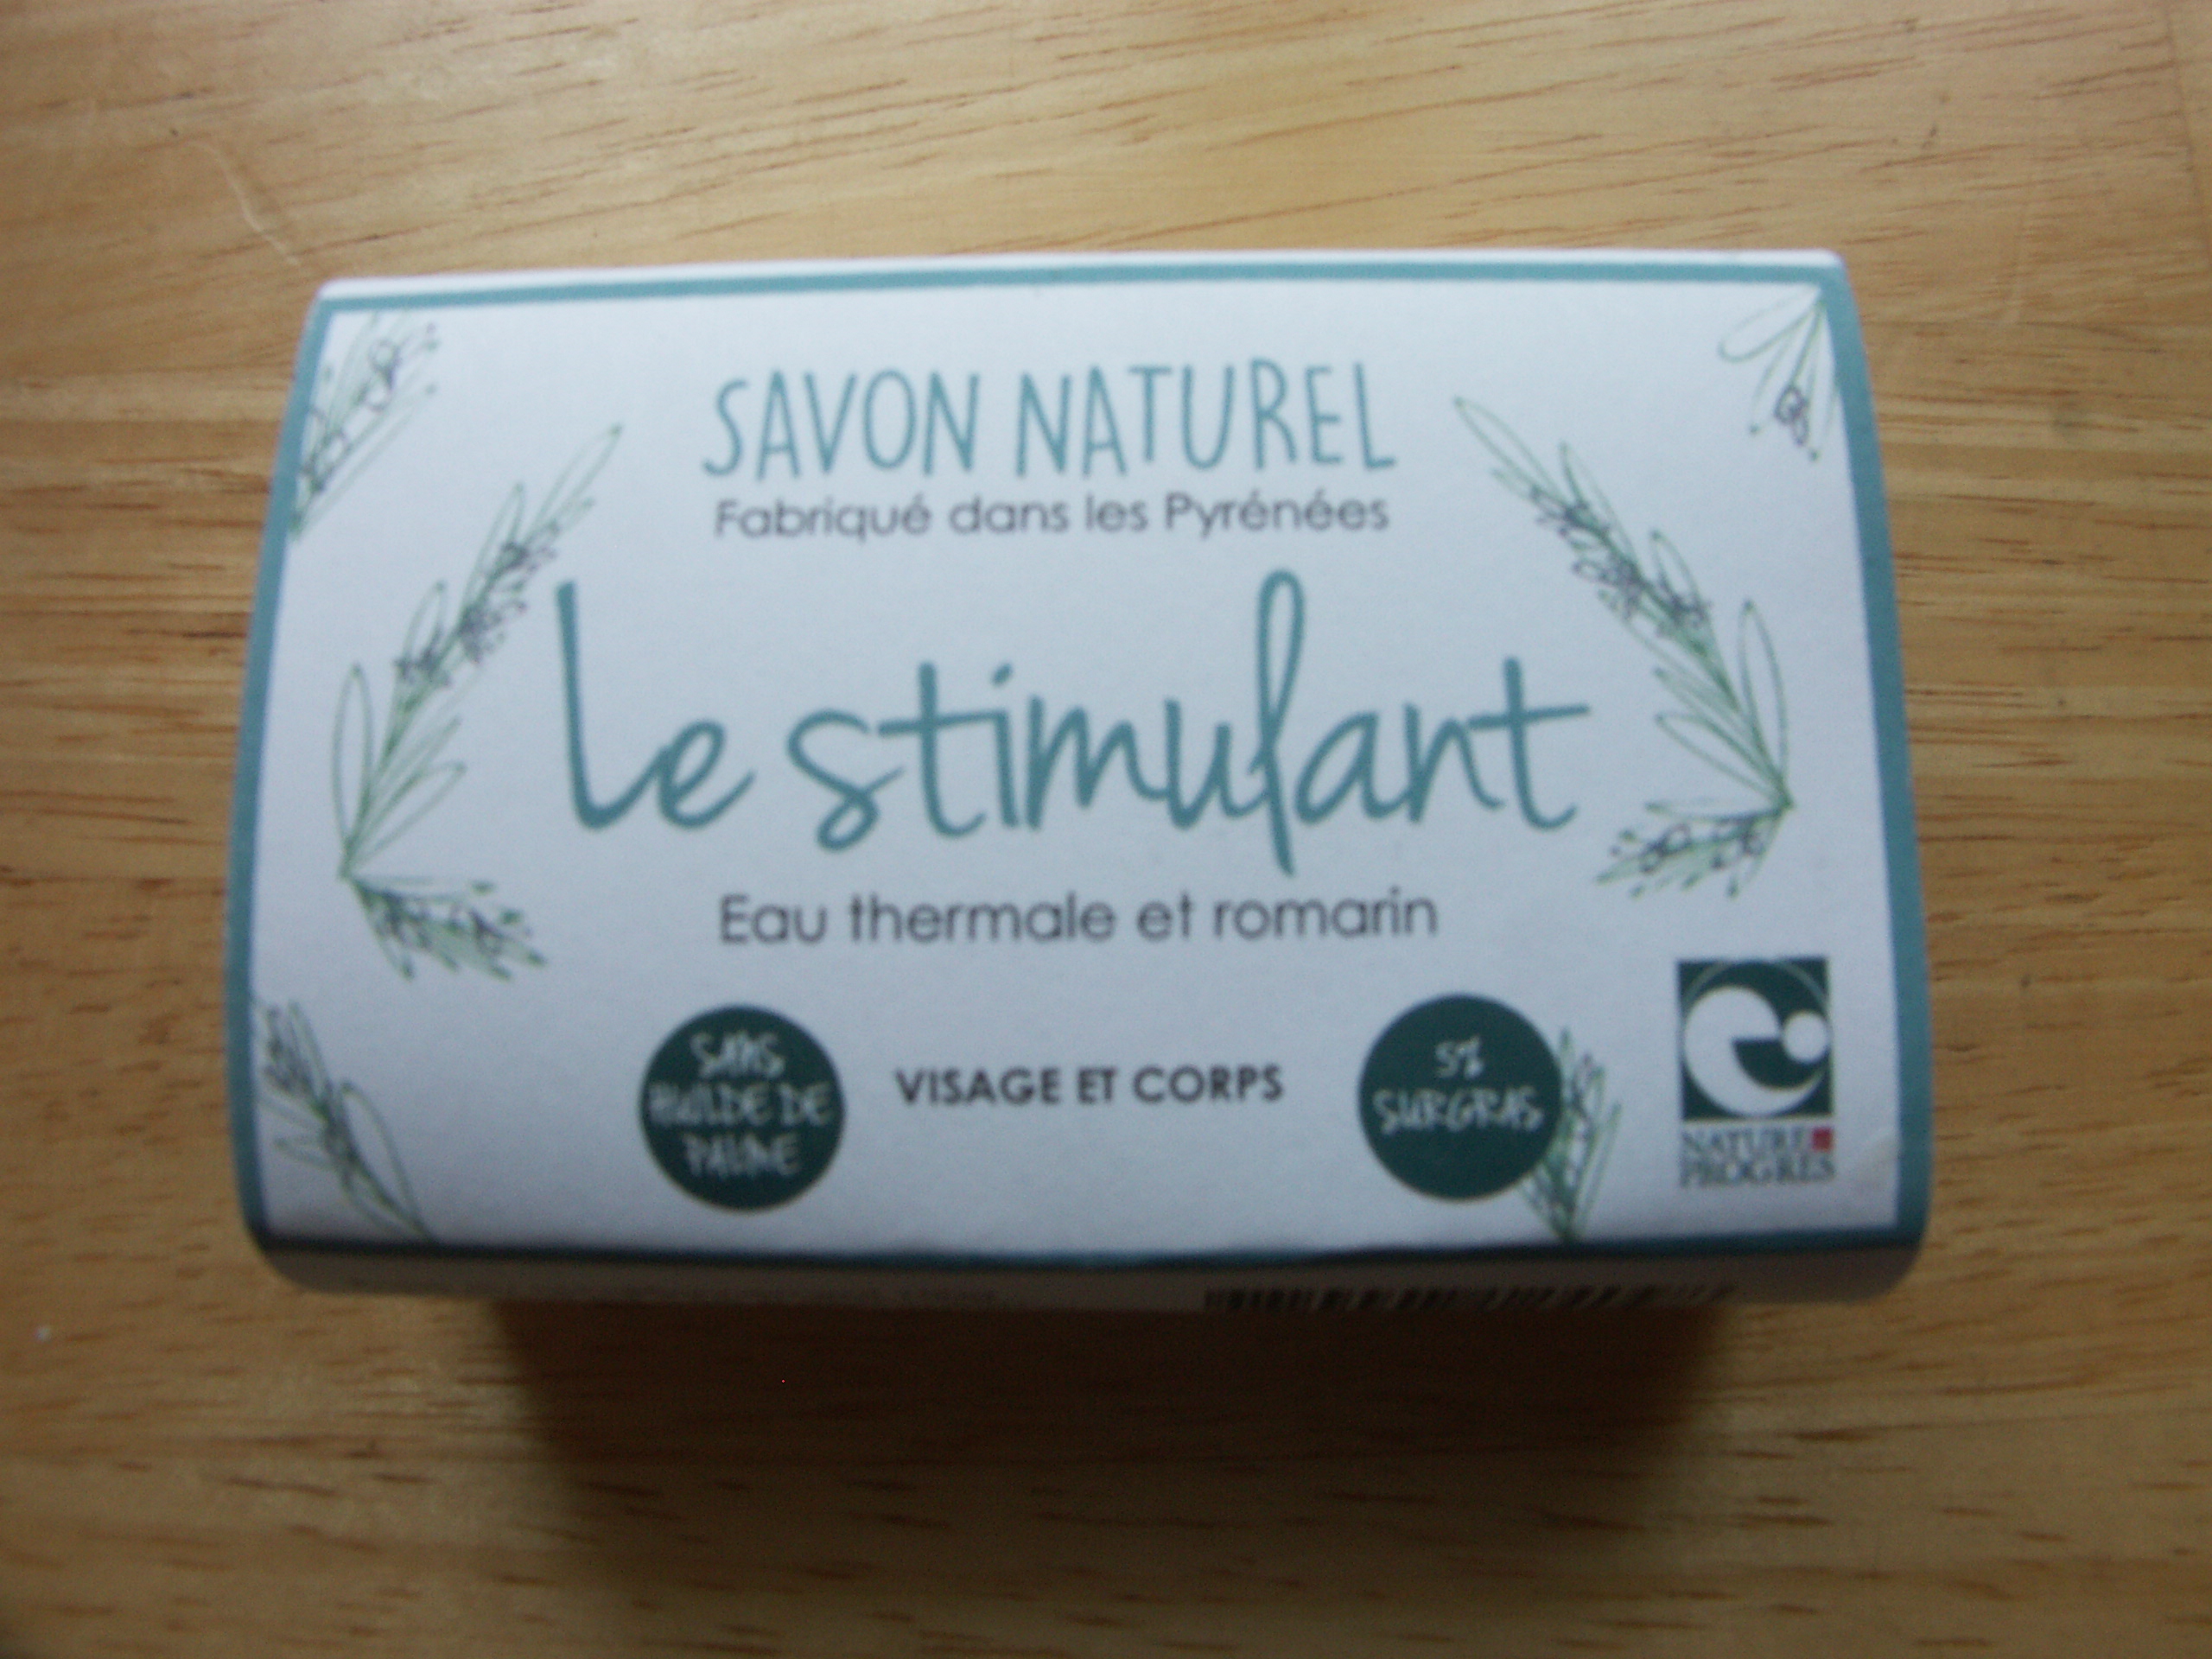 SAVON NATUREL
Fabriqué dans les Pyrénées
le stimulant
Eau thermale et romarin
SANS
HUILE DE
PALME
VISAGE ET CORPS
5%
SURGRAS
NATURE
PROGRÈS